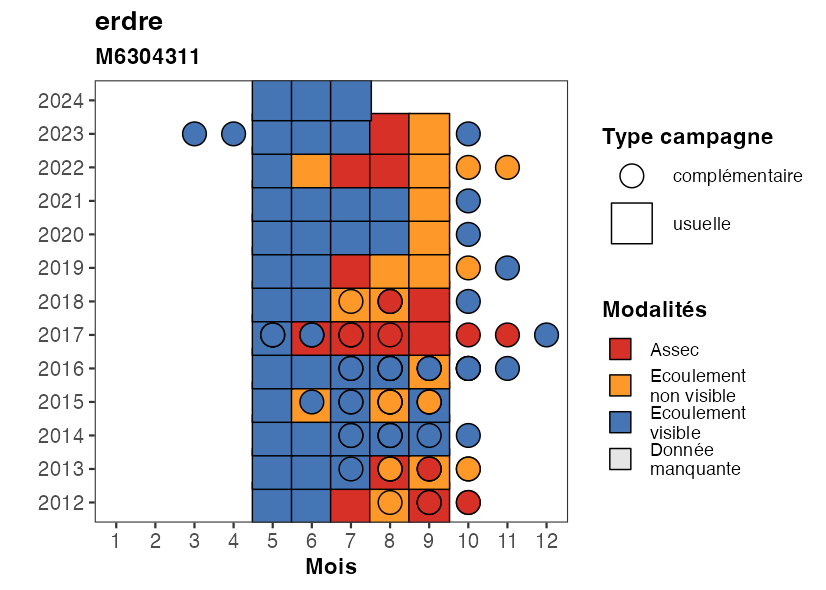 erdre
M6304311
2024
2023
2022
2021
2020
2019
2018
2017
2016
2015
2014
2013
2012
1 2 3 4 5 6 7 8 9 10 11 12
Mois
Type campagne
complémentaire
usuelle
Modalités
Assec
Ecoulement
non visible
Ecoulement
visible
Donnée
manquante